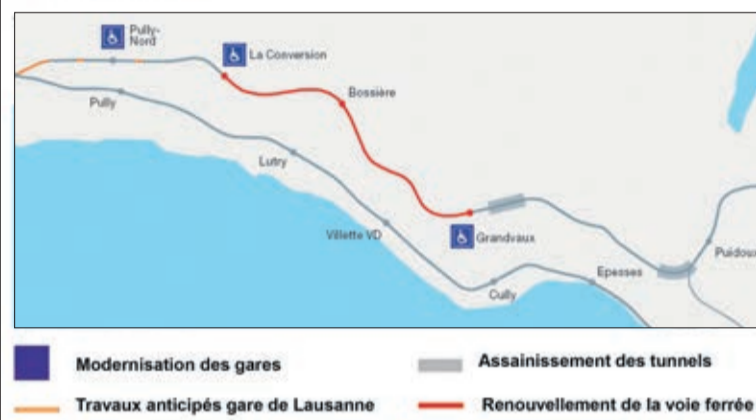 Pully-
Nord
La Conversion
Bossière
Pully
Lutry
Villette VD
Grandvaux
Puidoux
Epesses
Cully
Modernisation des gares
Assainissement des tunnels
Travaux anticipés gare de Lausanne
Renouvellement de la voie ferrée